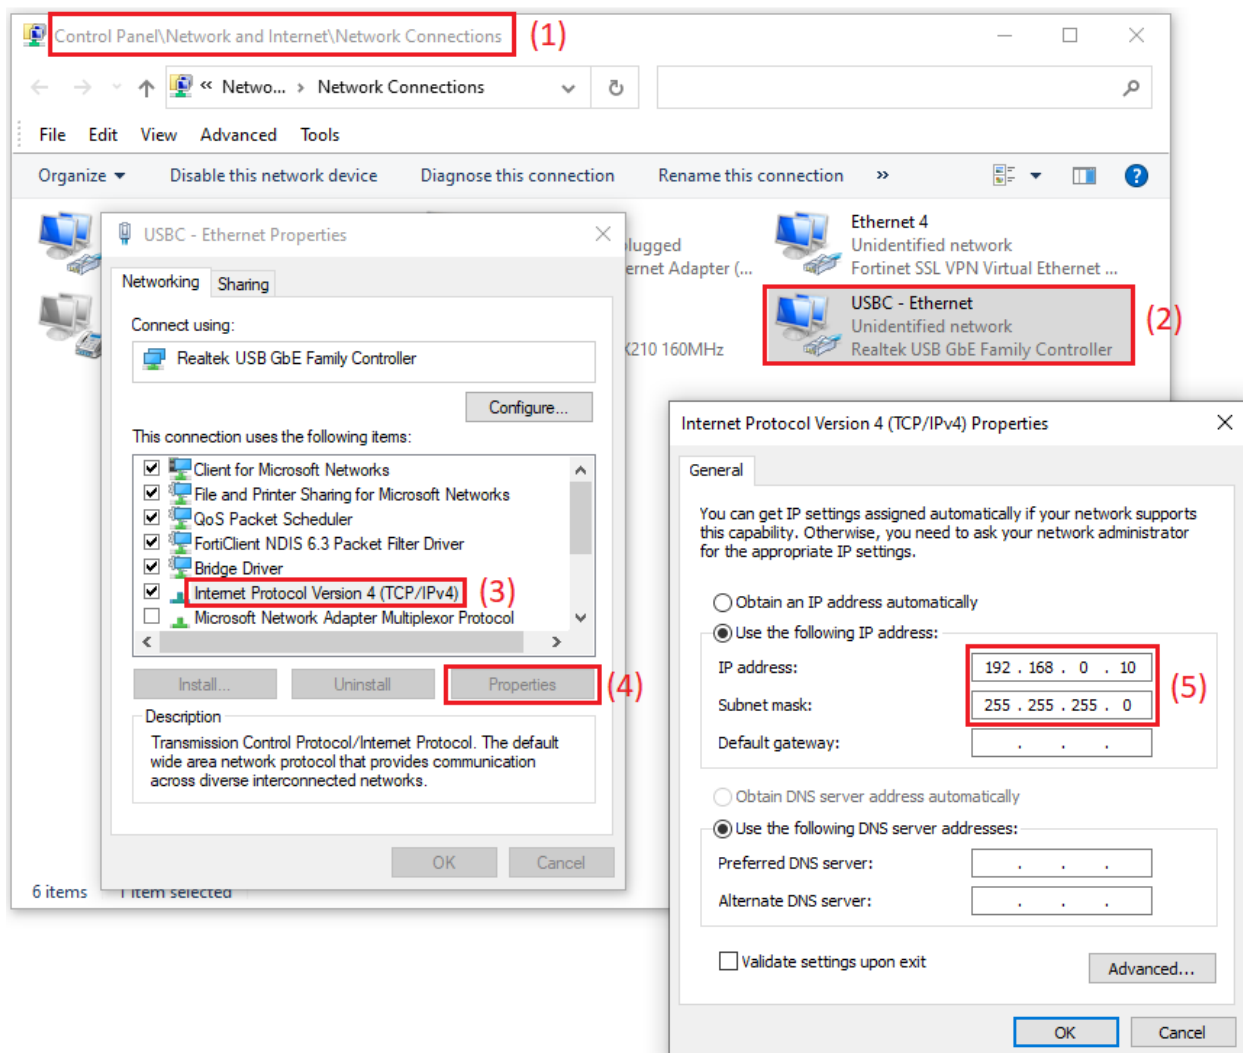 Control Panel\Network and Internet\Network Connections (1)
« Netwo... > Network Connections
File Edit View Advanced Tools
Organize Disable this network device Diagnose this connection Rename this connection »
USBC - Ethernet Properties
Networking Sharing
Connect using:
Realtek USB GbE Family Controller
Configure...
This connection uses the following items:
Client for Microsoft Networks
File and Printer Sharing for Microsoft Networks
QoS Packet Scheduler
FortiClient NDIS 6.3 Packet Filter Driver
Bridge Driver
Internet Protocol Version 4 (TCP/IPv4) (3)
Microsoft Network Adapter Multiplexor Protocol
Install... Uninstall Properties (4)
Description
Transmission Control Protocol/Internet Protocol. The default
wide area network protocol that provides communication
across diverse interconnected networks.
OK Cancel
6 items 1 item selected
160MHz
Ethernet 4
Unidentified network
Fortinet SSL VPN Virtual Ethernet ...
USBC - Ethernet
Unidentified network (2)
Realtek USB GbE Family Controller
Internet Protocol Version 4 (TCP/IPv4) Properties
General
You can get IP settings assigned automatically if your network supports
this capability. Otherwise, you need to ask your network administrator
for the appropriate IP settings.
Obtain an IP address automatically
Use the following IP address:
IP address: 192 . 168 . 0 . 10
Subnet mask: 255 . 255 . 255 . 0 (5)
Default gateway: . . .
Obtain DNS server address automatically
Use the following DNS server addresses:
Preferred DNS server: . . .
Alternate DNS server: . . .
Validate settings upon exit
Advanced...
OK Cancel